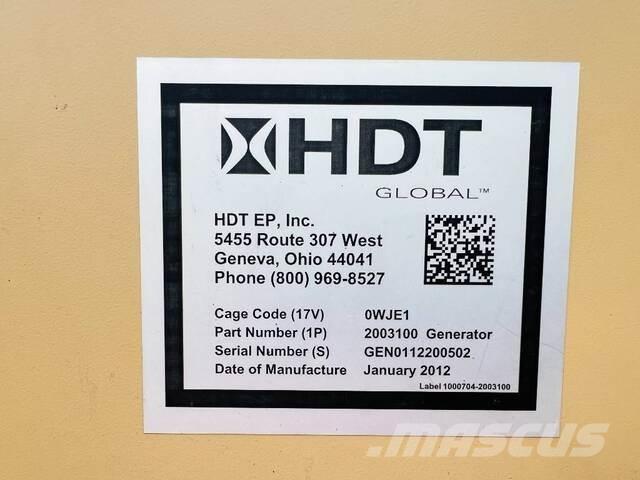 HDT
GLOBAL™
HDT EP, Inc.
5455 Route 307 West
Geneva, Ohio 44041
Phone (800) 969-8527
Cage Code (17V) 0WJE1
Part Number (1P) 2003100 Generator
Serial Number (S) GEN0112200502
Date of Manufacture January 2012
Label 1000704-2003100
MASCUS